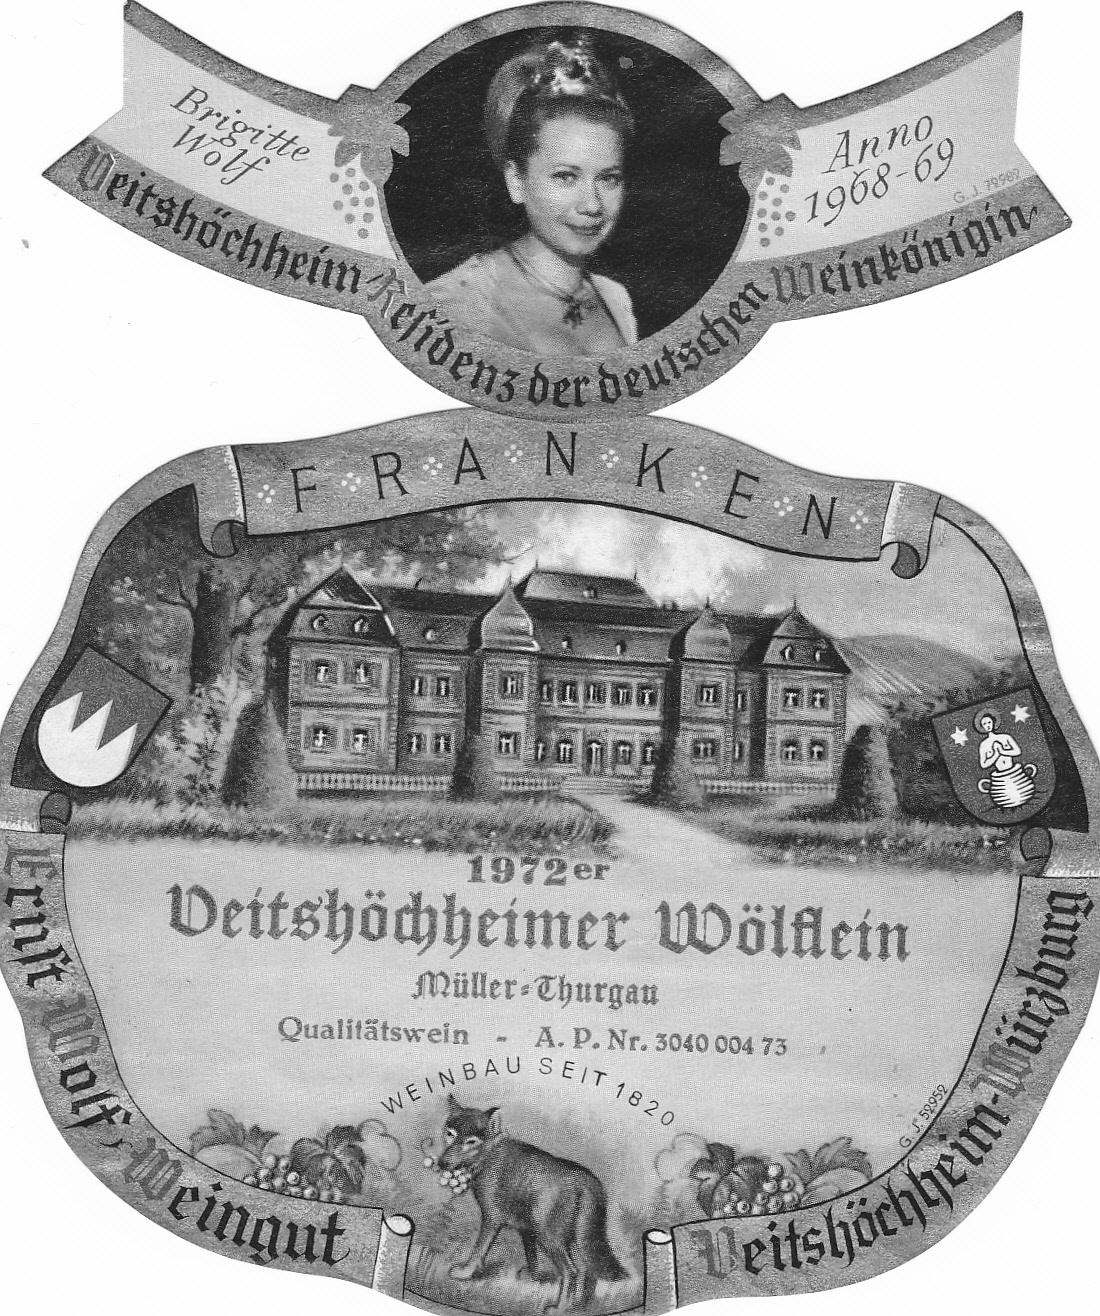 Brigitte
Wolf
Anno
1968-69
G. J. 72982
Veitshöchheim, Residenz der deutschen Weinkönigin,
FRANKEN
1972er
Veitshöchheimer Wölflein
Müller-Thurgau
Qualitätswein - A. P. Nr. 3040 004 73
WEINBAU SEIT 1820
G. J. 52952
Ernst Wolf, Weingut
Veitshöchheim-Würzburg